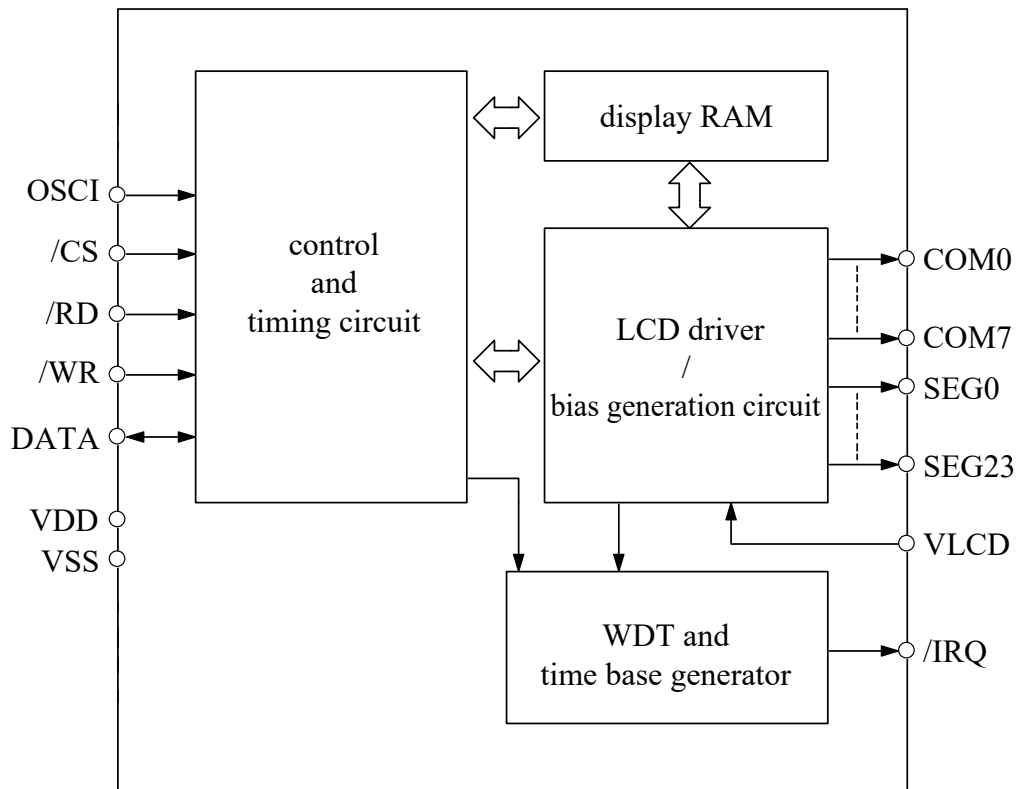 display RAM
OSCI
/CS
/RD
/WR
DATA
VDD
VSS
control
and
timing circuit
LCD driver
/
bias generation circuit
COM0
COM7
SEG0
SEG23
VLCD
WDT and
time base generator
/IRQ